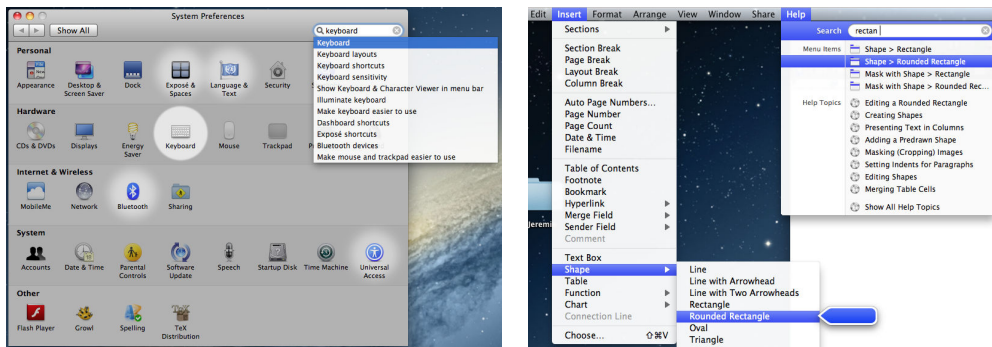 System Preferences
Show All
keyboard
Keyboard
Keyboard layouts
Keyboard shortcuts
Keyboard sensitivity
Show Keyboard & Character Viewer in menu bar
Illuminate keyboard
Make keyboard easier to use
Dashboard shortcuts
Exposé shortcuts
Bluetooth devices
Make mouse and trackpad easier to use
Personal
Appearance
Desktop & Screen Saver
Dock
Exposé & Spaces
Language & Text
Security
Hardware
CDs & DVDs
Displays
Energy Saver
Keyboard
Mouse
Trackpad
Internet & Wireless
MobileMe
Network
Bluetooth
Sharing
System
Accounts
Date & Time
Parental Controls
Software Update
Speech
Startup Disk
Time Machine
Universal Access
Other
Flash Player
Growl
Spelling
TeX Distribution
Edit Insert Format Arrange View Window Share Help
Sections
Section Break
Page Break
Layout Break
Column Break
Auto Page Numbers...
Page Number
Page Count
Date & Time
Filename
Table of Contents
Footnote
Bookmark
Hyperlink
Merge Field
Sender Field
Comment
Text Box
Shape
Table
Function
Chart
Connection Line
Choose... ⇧⌘V
Line
Line with Arrowhead
Line with Two Arrowheads
Rectangle
Rounded Rectangle
Oval
Triangle
Jeremi
Search rectan
Menu Items
Shape > Rectangle
Shape > Rounded Rectangle
Mask with Shape > Rectangle
Mask with Shape > Rounded Rec...
Help Topics
Editing a Rounded Rectangle
Creating Shapes
Presenting Text in Columns
Adding a Predrawn Shape
Masking (Cropping) Images
Setting Indents for Paragraphs
Editing Shapes
Merging Table Cells
Show All Help Topics